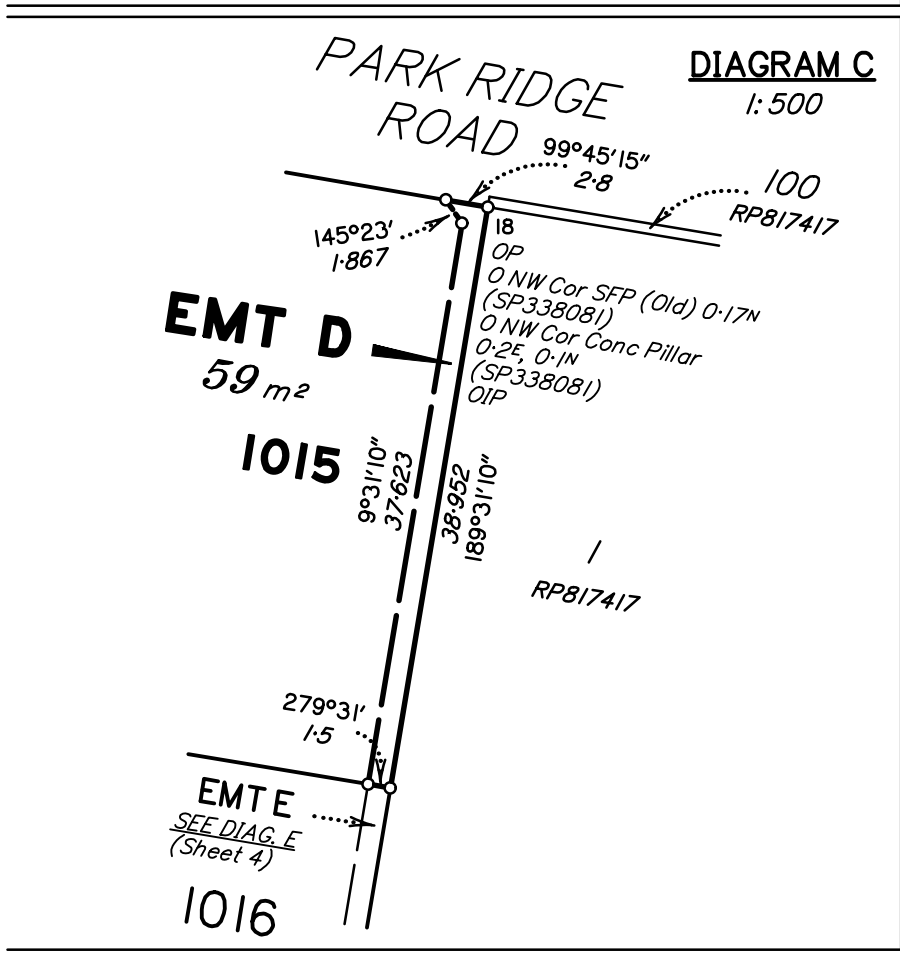 PARK RIDGE
ROAD
DIAGRAM C
1:500
99°45'15"
2·8
100
RP817417
145°23'
1·867
18
OP
0 NW Cor SFP (Old) 0·17N
(SP338081)
0 NW Cor Conc Pillar
0·2E, 0·1N
(SP338081)
OIP
EMT D
59 m²
1015
9°31'10"
37·623
38·952
189°31'10"
1
RP817417
279°31'
1·5
EMT E
SEE DIAG. E
(Sheet 4)
1016